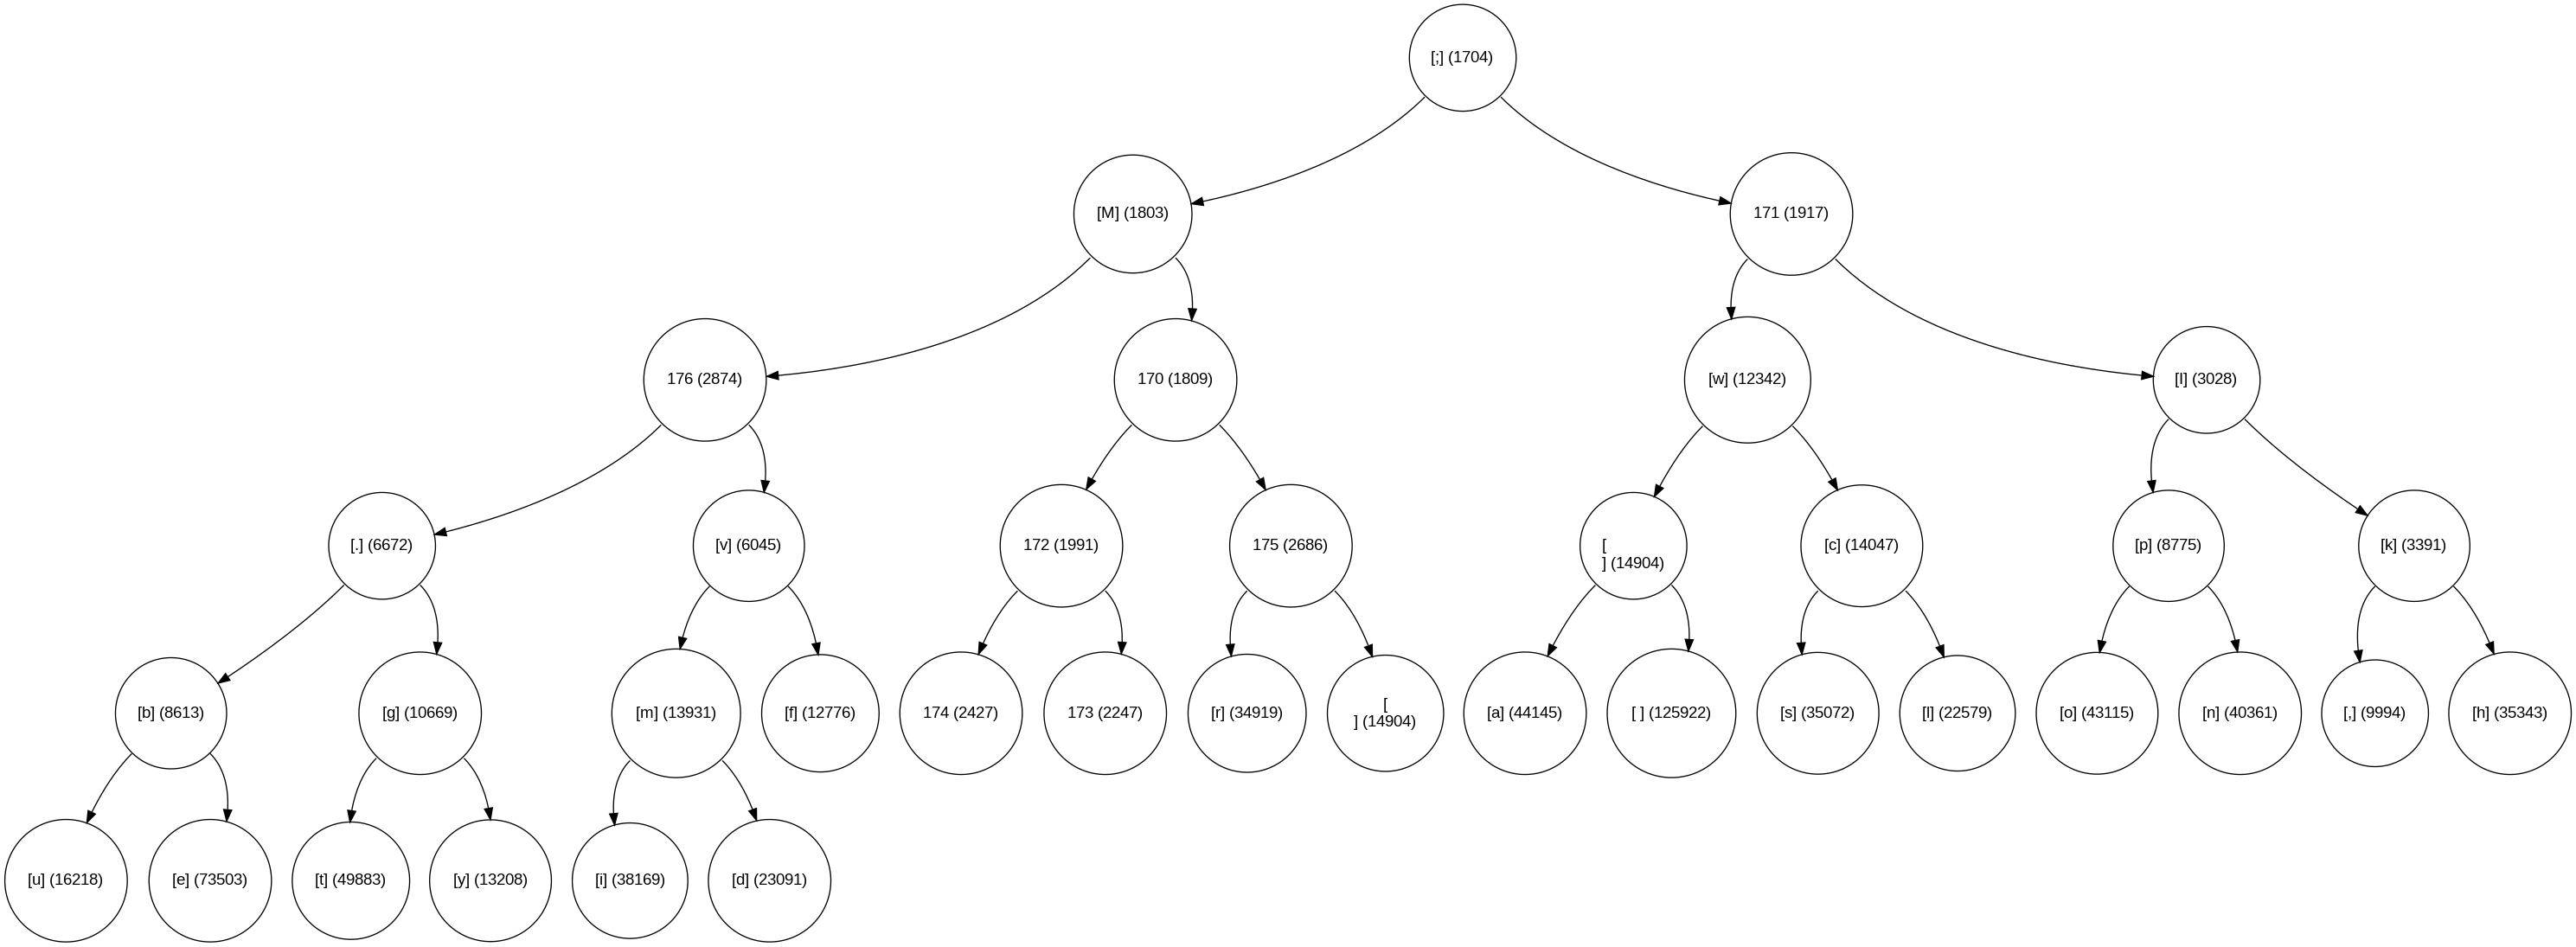 [;] (1704)
[M] (1803)
171 (1917)
176 (2874)
170 (1809)
[w] (12342)
[I] (3028)
[.] (6672)
[v] (6045)
172 (1991)
175 (2686)
[
] (14904)
[c] (14047)
[p] (8775)
[k] (3391)
[b] (8613)
[g] (10669)
[m] (13931)
[f] (12776)
174 (2427)
173 (2247)
[r] (34919)
[
] (14904)
[a] (44145)
[ ] (125922)
[s] (35072)
[l] (22579)
[o] (43115)
[n] (40361)
[,] (9994)
[h] (35343)
[u] (16218)
[e] (73503)
[t] (49883)
[y] (13208)
[i] (38169)
[d] (23091)